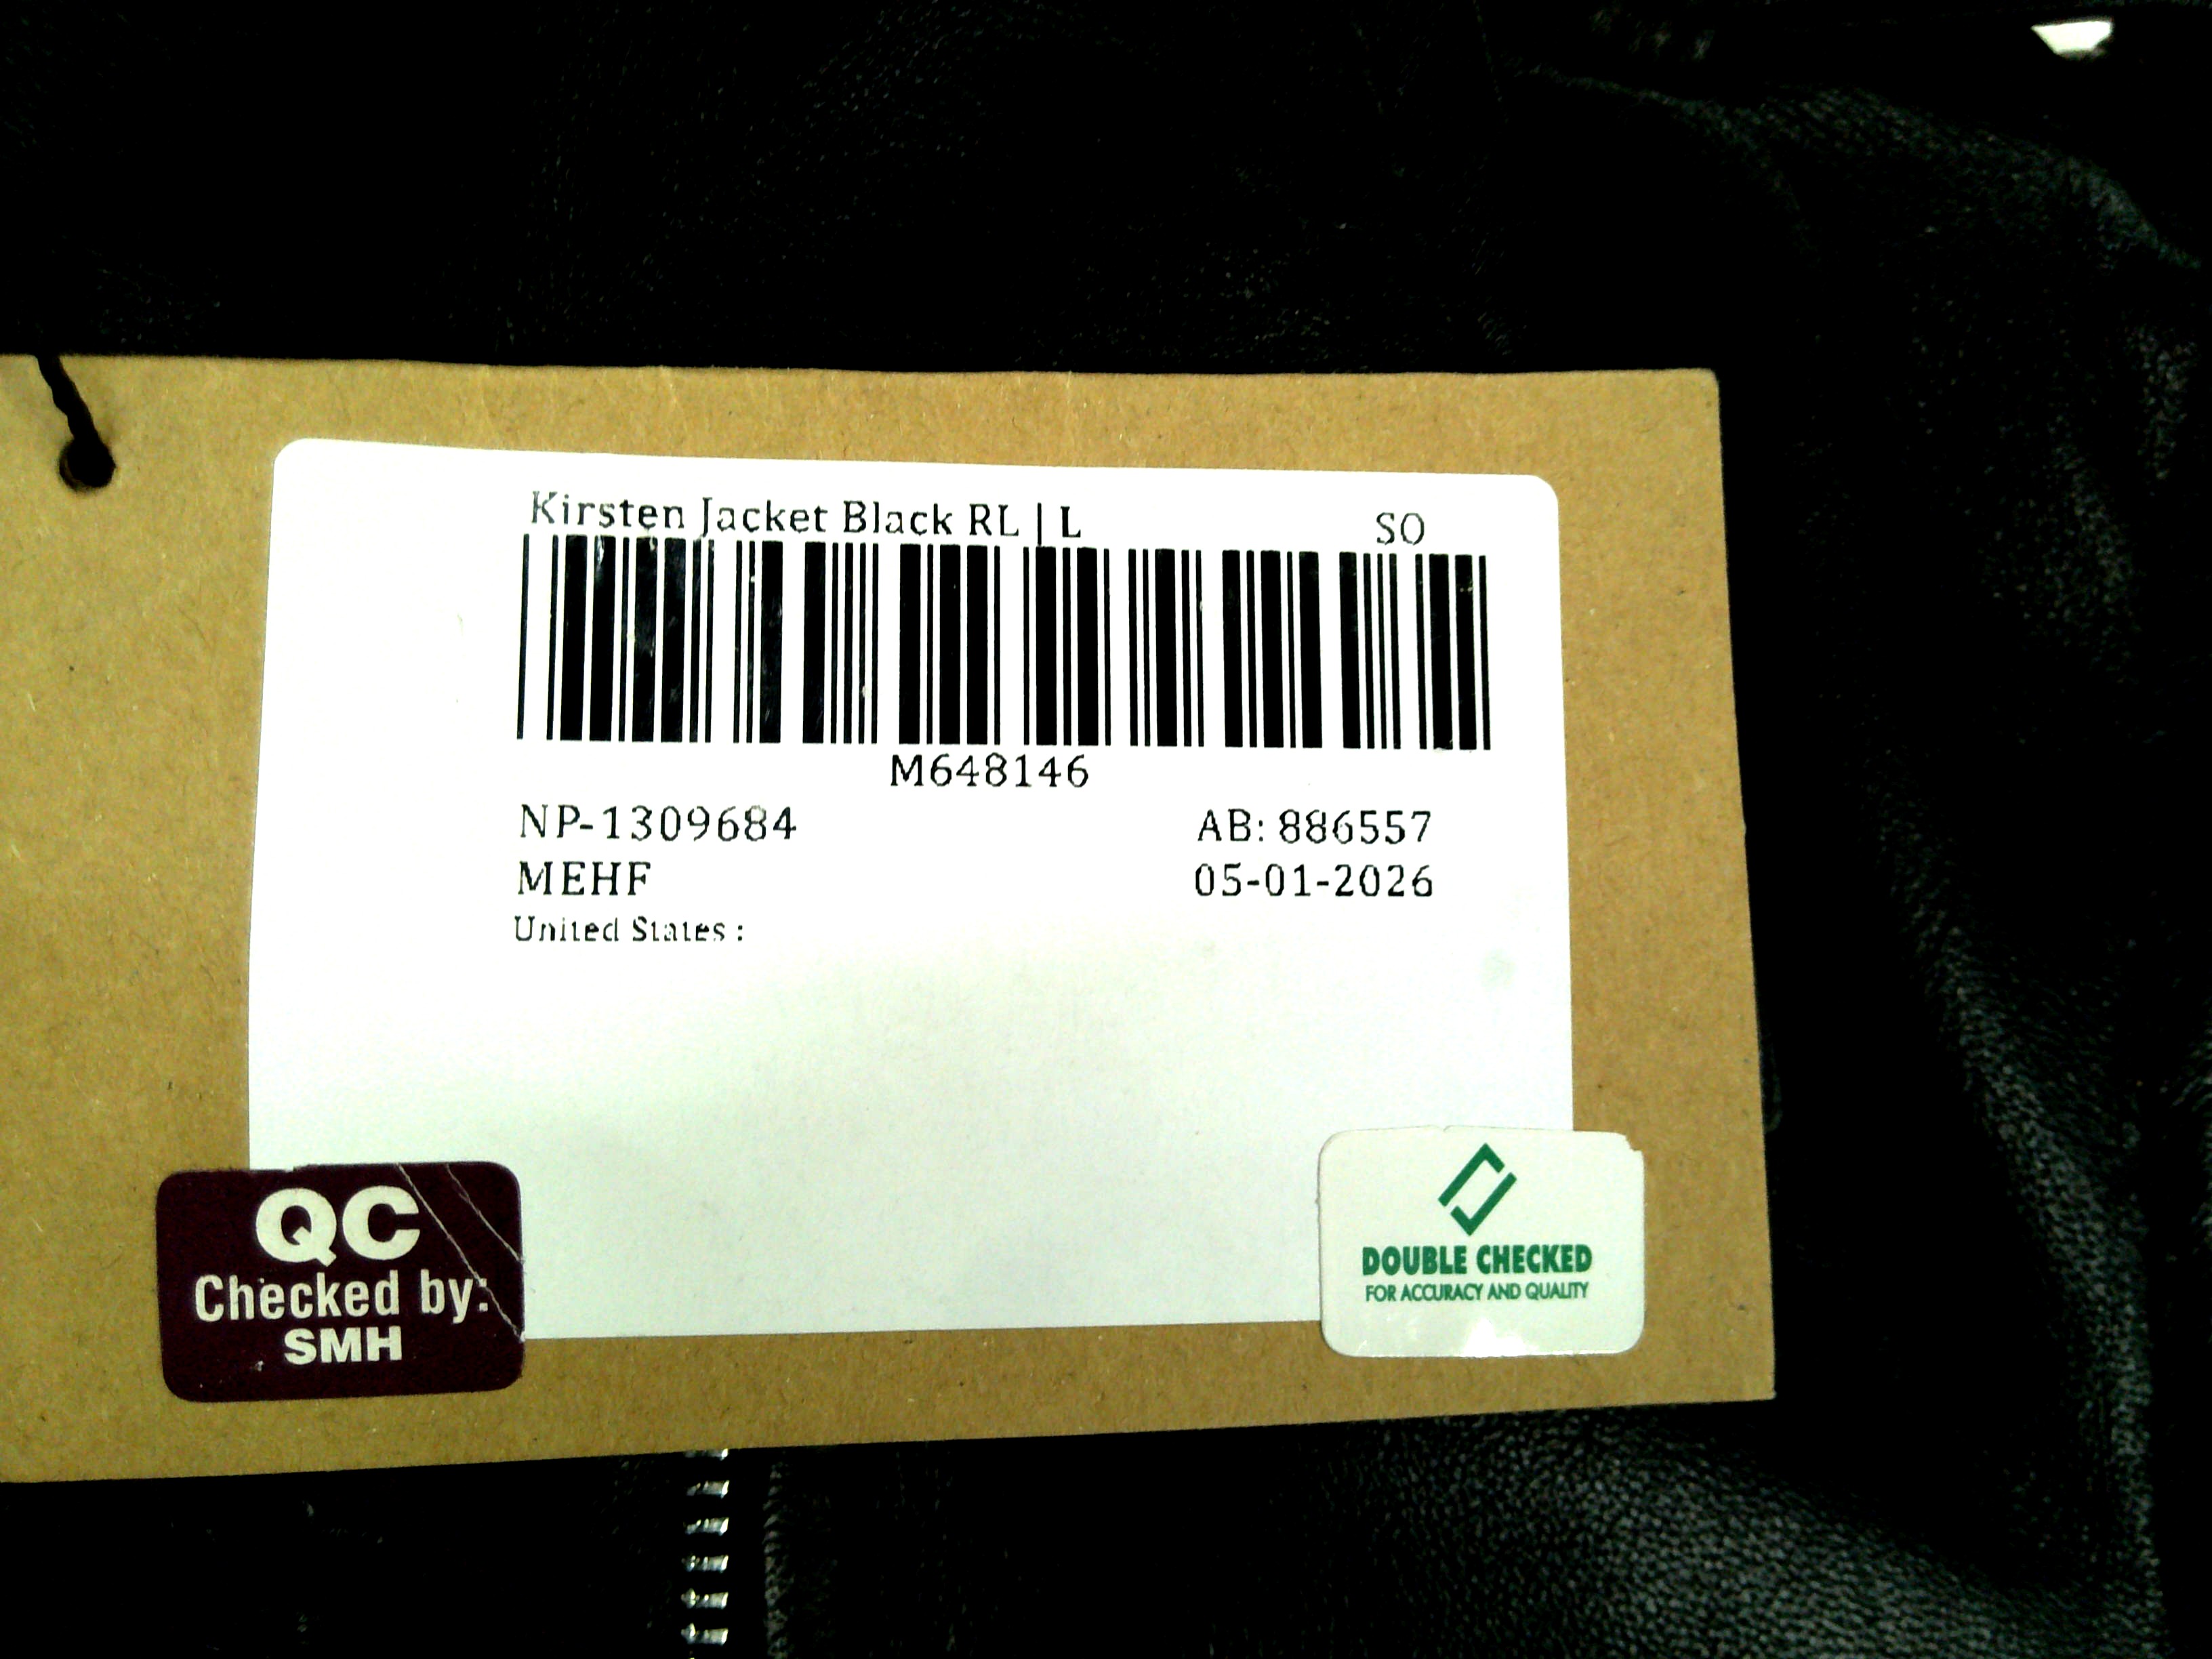 Kirsten Jacket Black RL | L
SO
M648146
NP-1309684
AB: 886557
MEHF
05-01-2026
United States :
QC
Checked by:
SMH
DOUBLE CHECKED
FOR ACCURACY AND QUALITY